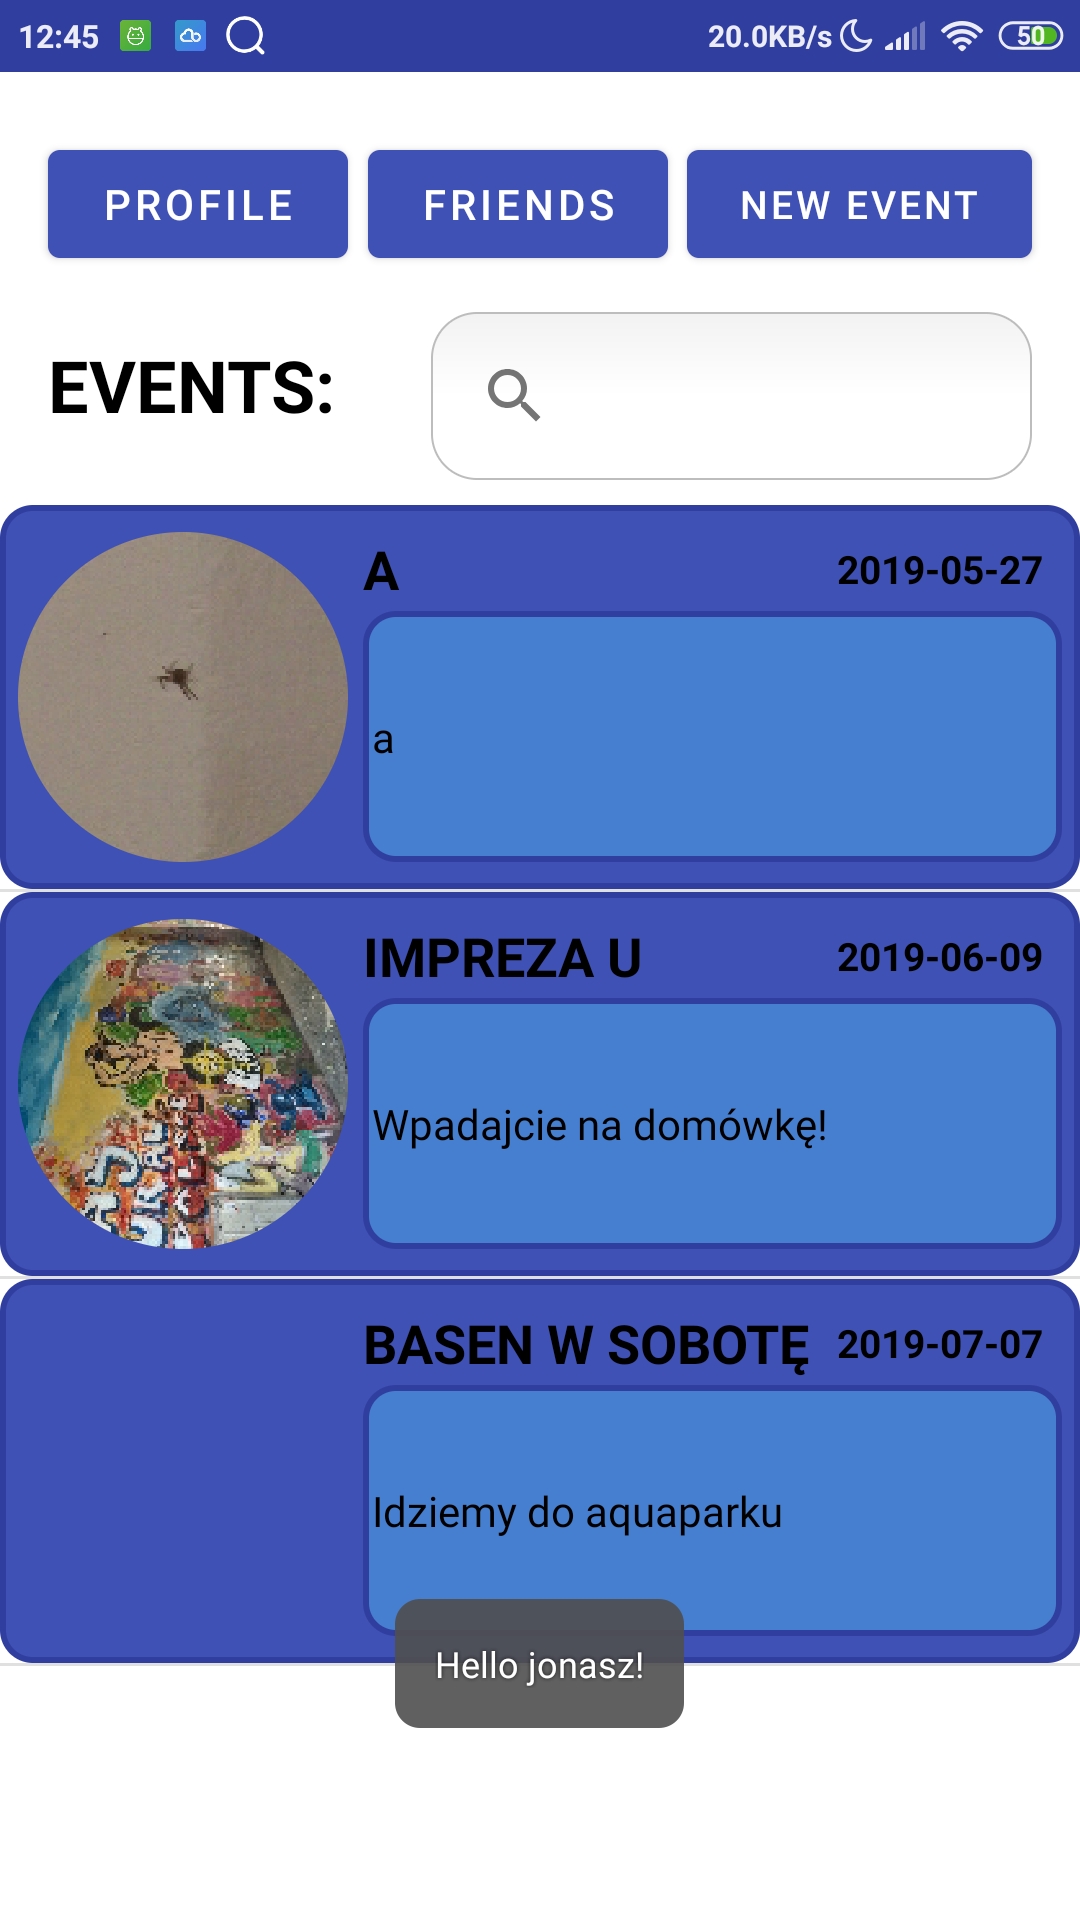 12:45 20.0KB/s 50
PROFILE FRIENDS NEW EVENT
EVENTS:
A 2019-05-27
a
IMPREZA U 2019-06-09
Wpadajcie na domówkę!
BASEN W SOBOTĘ 2019-07-07
Idziemy do aquaparku
Hello jonasz!